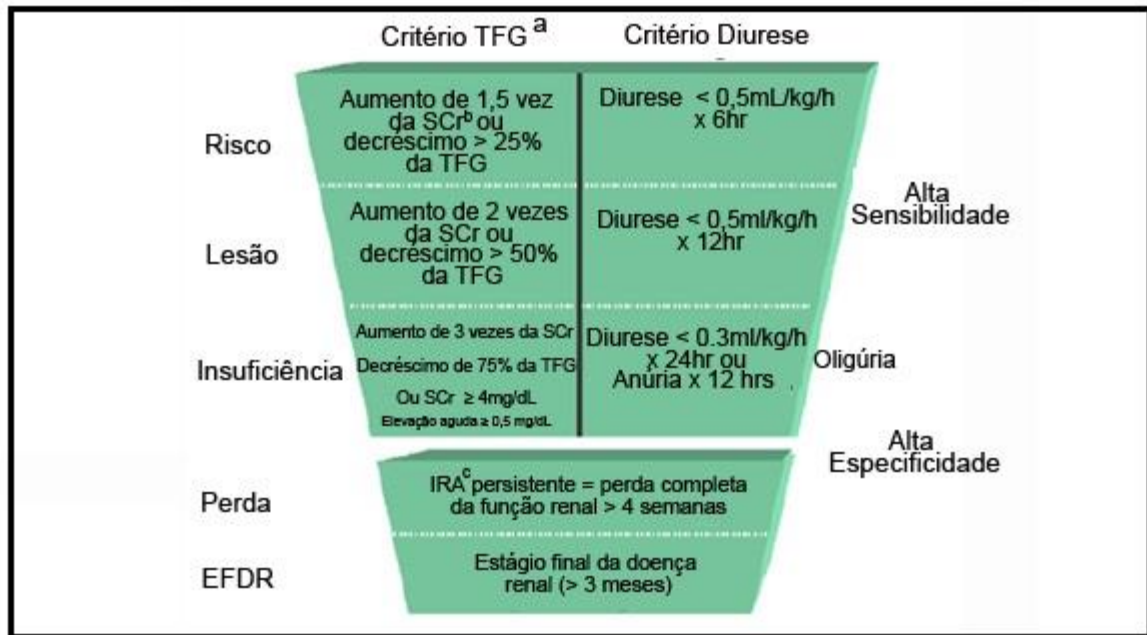 Critério TFG a
Critério Diurese
Risco
Aumento de 1,5 vez
da SCrb ou
decréscimo > 25%
da TFG
Diurese < 0,5mL/kg/h
x 6hr
Alta
Sensibilidade
Lesão
Aumento de 2 vezes
da SCr ou
decréscimo > 50%
da TFG
Diurese < 0,5ml/kg/h
x 12hr
Insuficiência
Aumento de 3 vezes da SCr
Decréscimo de 75% da TFG
Ou SCr ≥ 4mg/dL
Elevação aguda ≥ 0,5 mg/dL
Diurese < 0.3ml/kg/h
x 24hr ou
Anúria x 12 hrs
Oligúria
Alta
Especificidade
Perda
IRAc persistente = perda completa
da função renal > 4 semanas
EFDR
Estágio final da doença
renal (> 3 meses)